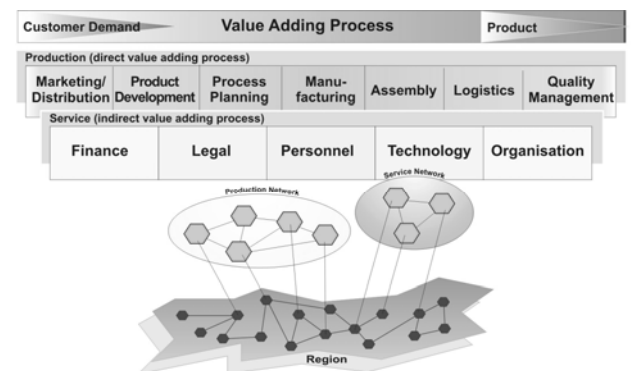 Customer Demand Value Adding Process Product
Production (direct value adding process)
Marketing/ Product Process Manu- Assembly Logistics Quality
Distribution Development Planning facturing Management
Service (indirect value adding process)
Finance Legal Personnel Technology Organisation
Production Network
Service Network
Region